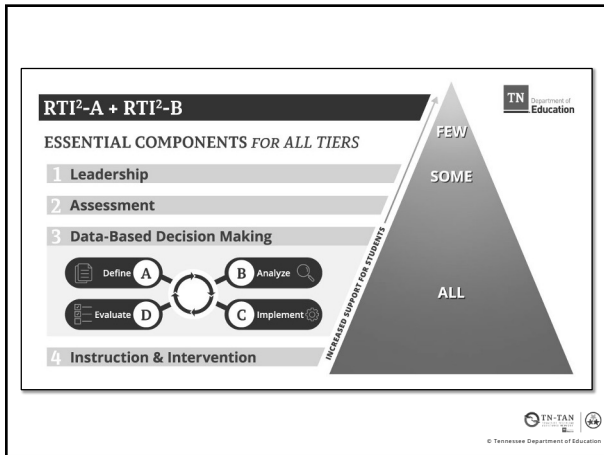 RTI²-A + RTI²-B
ESSENTIAL COMPONENTS FOR ALL TIERS
1 Leadership
2 Assessment
3 Data-Based Decision Making
Define A
B Analyze
Evaluate D
C Implement
4 Instruction & Intervention
INCREASED SUPPORT FOR STUDENTS
FEW
SOME
ALL
TN Department of
Education
TN-TAN
© Tennessee Department of Education